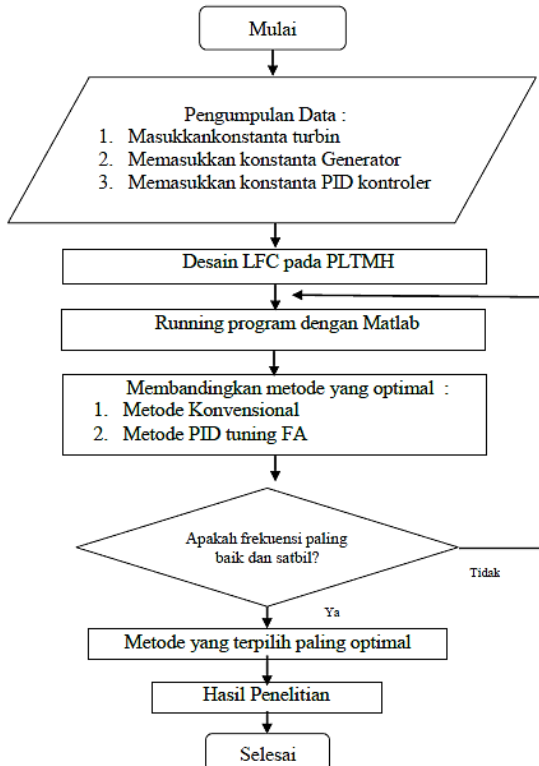 Mulai
Pengumpulan Data :
1. Masukkankonstanta turbin
2. Memasukkan konstanta Generator
3. Memasukkan konstanta PID kontroler
Desain LFC pada PLTMH
Running program dengan Matlab
Membandingkan metode yang optimal :
1. Metode Konvensional
2. Metode PID tuning FA
Apakah frekuensi paling
baik dan satbil?
Tidak
Ya
Metode yang terpilih paling optimal
Hasil Penelitian
Selesai